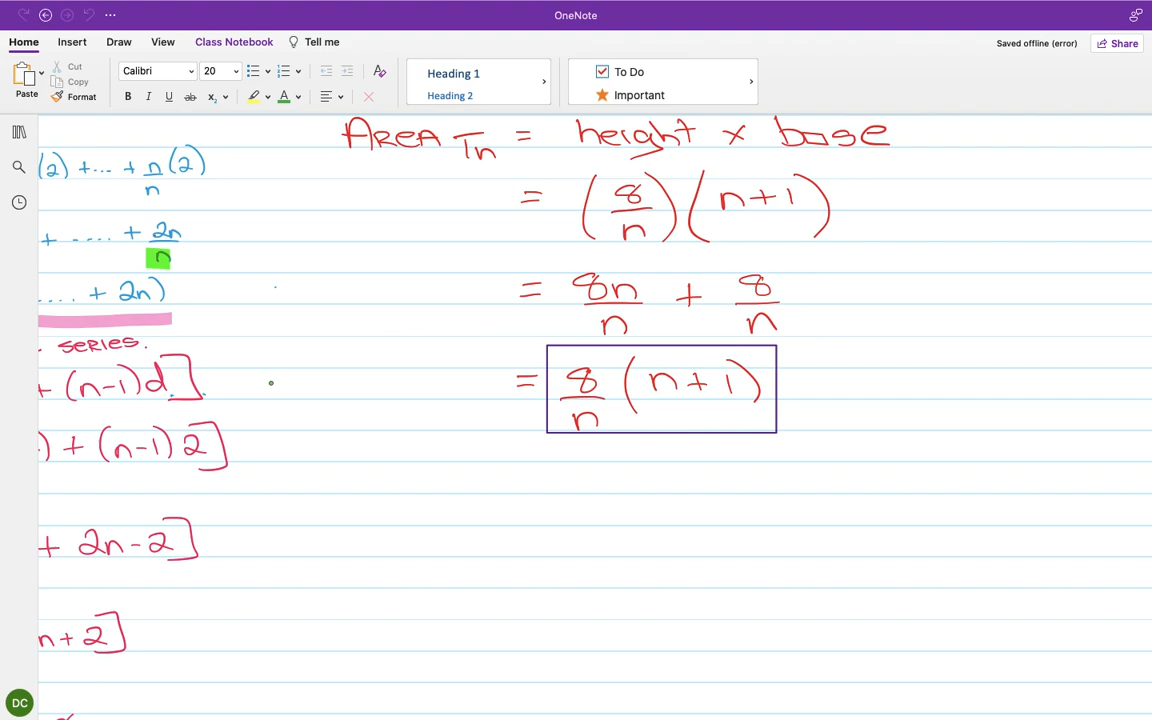 OneNote
Home Insert Draw View Class Notebook Tell me
Saved offline (error) Share
Paste Cut Copy Format
Calibri 20
B I U ab x₂ A
Heading 1
Heading 2
To Do
Important
AREA Tn = height × base
(2) +... + n/n (2)
= (8/n)(n+1)
+ ..... + 2n/n
.... + 2n)
= 8n/n + 8/n
series.
+ (n-1)d]
= 8/n (n+1)
) + (n-1)2]
+ 2n-2]
n+2]
DC